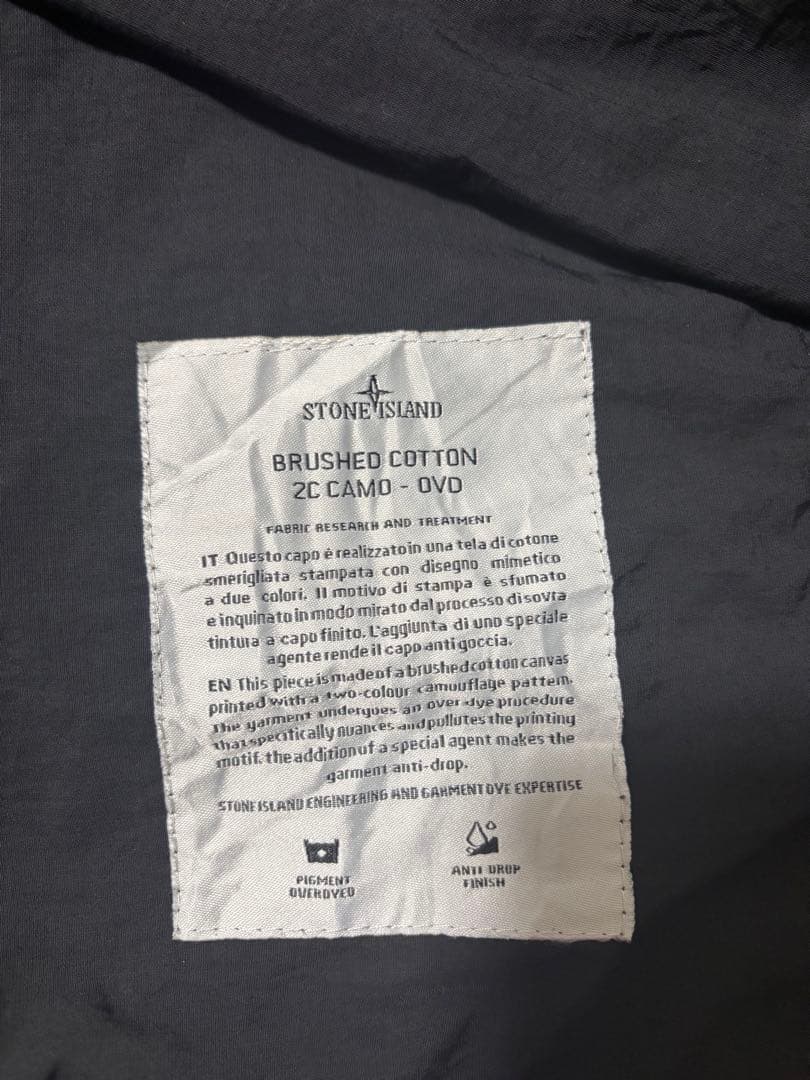 STONE ISLAND
BRUSHED COTTON
2C CAMO - OVD
FABRIC RESEARCH AND TREATMENT
IT Questo capo è realizzato in una tela di cotone
smerigliata stampata con disegno mimetico
a due colori. Il motivo di stampa è sfumato
e inquinato in modo mirato dal processo di sovra
tintura a capo finito. L'aggiunta di uno speciale
agente rende il capo anti goccia.
EN This piece is made of a brushed cotton canvas
printed with a two-colour camouflage pattern.
The garment undergoes an over-dye procedure
that specifically nuances and pollutes the printing
motif. the addition of a special agent makes the
garment anti-drop.
STONE ISLAND ENGINEERING AND GARMENT DYE EXPERTISE
PIGMENT
OVERDYED
ANTI DROP
FINISH